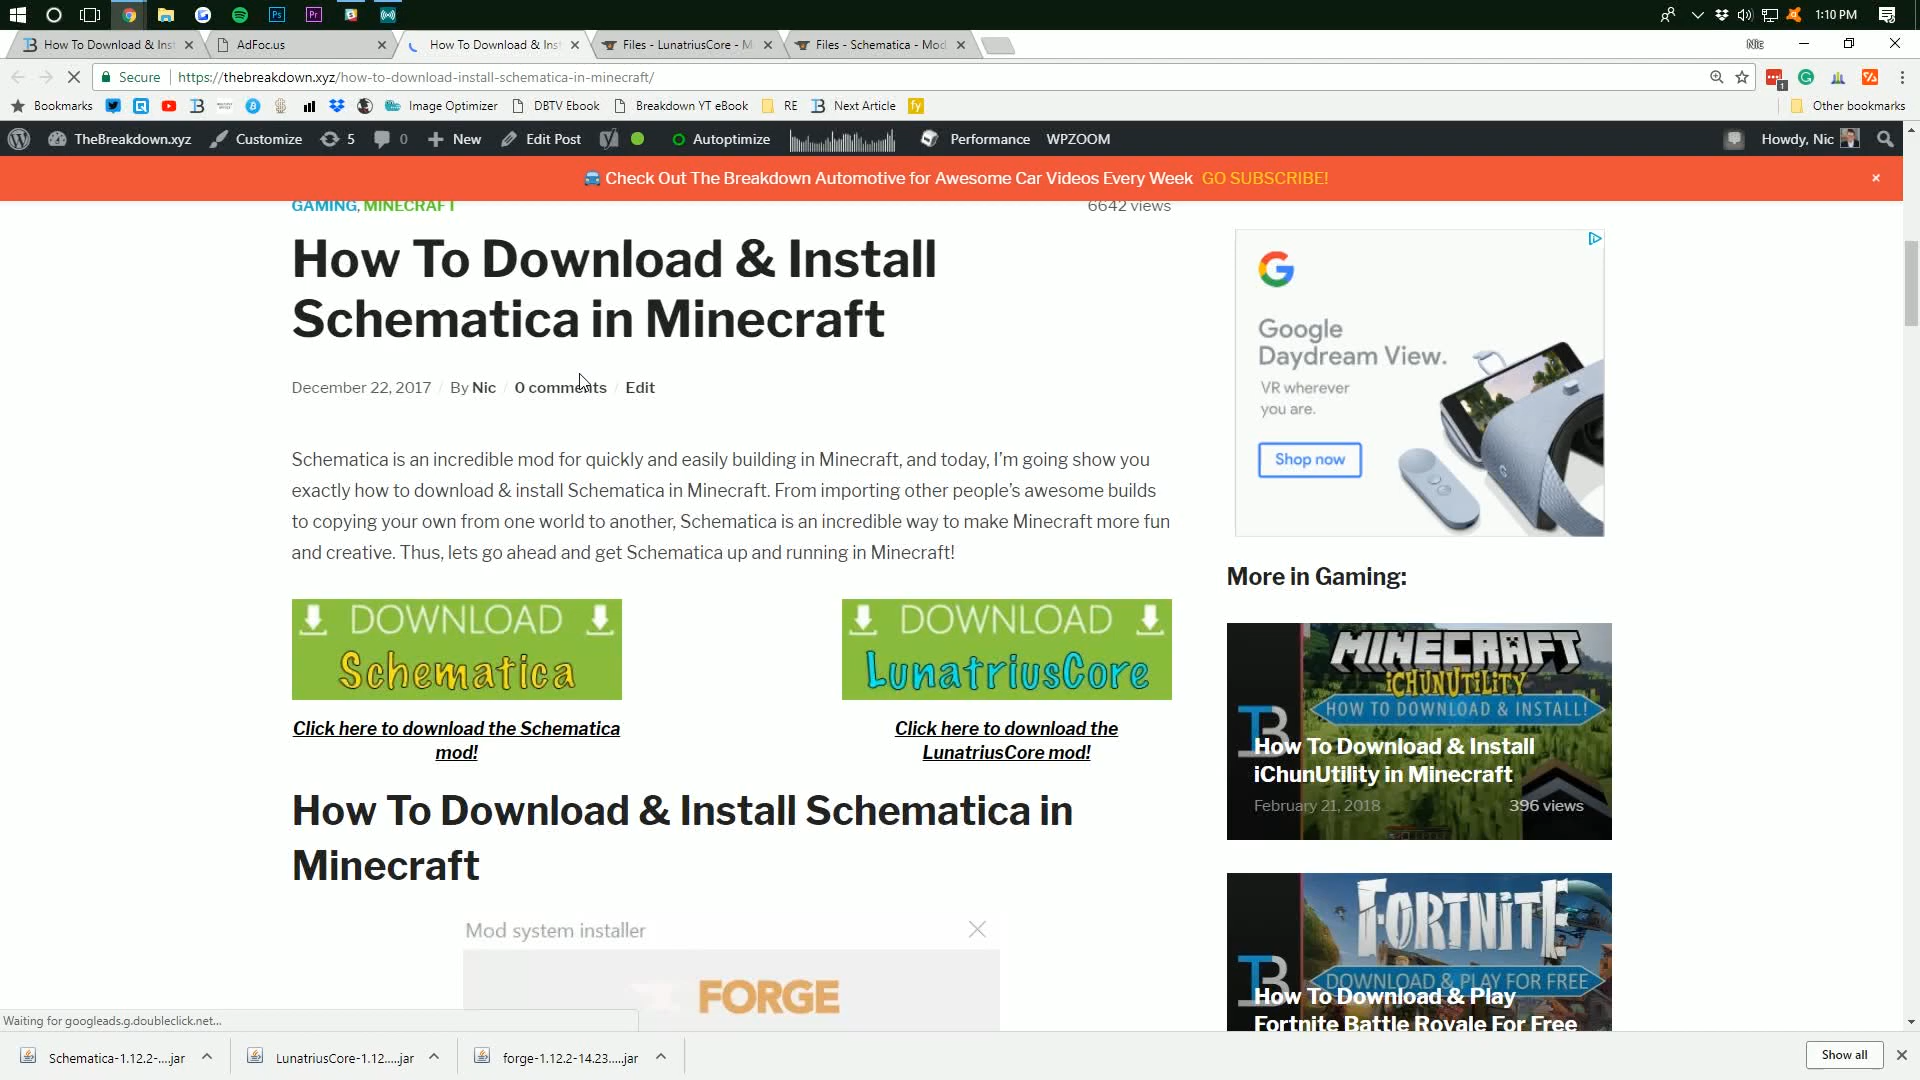 1:10 PM
How To Download & Inst
AdFoc.us
How To Download & Inst
Files - LunatriusCore - M
Files - Schematica - Mod
Nic
Secure
https://thebreakdown.xyz/how-to-download-install-schematica-in-minecraft/
Bookmarks
Image Optimizer
DBTV Ebook
Breakdown YT eBook
RE
Next Article
fy
Other bookmarks
TheBreakdown.xyz
Customize
5
0
New
Edit Post
Autoptimize
Performance
WPZOOM
Howdy, Nic
Check Out The Breakdown Automotive for Awesome Car Videos Every Week GO SUBSCRIBE!
GAMING, MINECRAFT
6642 views
How To Download & Install
Schematica in Minecraft
December 22, 2017 / By Nic / 0 comments / Edit
Schematica is an incredible mod for quickly and easily building in Minecraft, and today, I'm going show you
exactly how to download & install Schematica in Minecraft. From importing other people's awesome builds
to copying your own from one world to another, Schematica is an incredible way to make Minecraft more fun
and creative. Thus, lets go ahead and get Schematica up and running in Minecraft!
DOWNLOAD
Schematica
Click here to download the Schematica
mod!
DOWNLOAD
LunatriusCore
Click here to download the
LunatriusCore mod!
How To Download & Install Schematica in
Minecraft
Mod system installer
FORGE
Google
Daydream View.
VR wherever
you are.
Shop now
More in Gaming:
MINECRAFT
iCHUNUTILITY
HOW TO DOWNLOAD & INSTALL!
TB
How To Download & Install
iChunUtility in Minecraft
February 21, 2018
396 views
FORTNITE
DOWNLOAD & PLAY FOR FREE
TB
How To Download & Play
Fortnite Battle Royale For Free
Waiting for googleads.g.doubleclick.net...
Schematica-1.12.2-....jar
LunatriusCore-1.12.....jar
forge-1.12.2-14.23.....jar
Show all